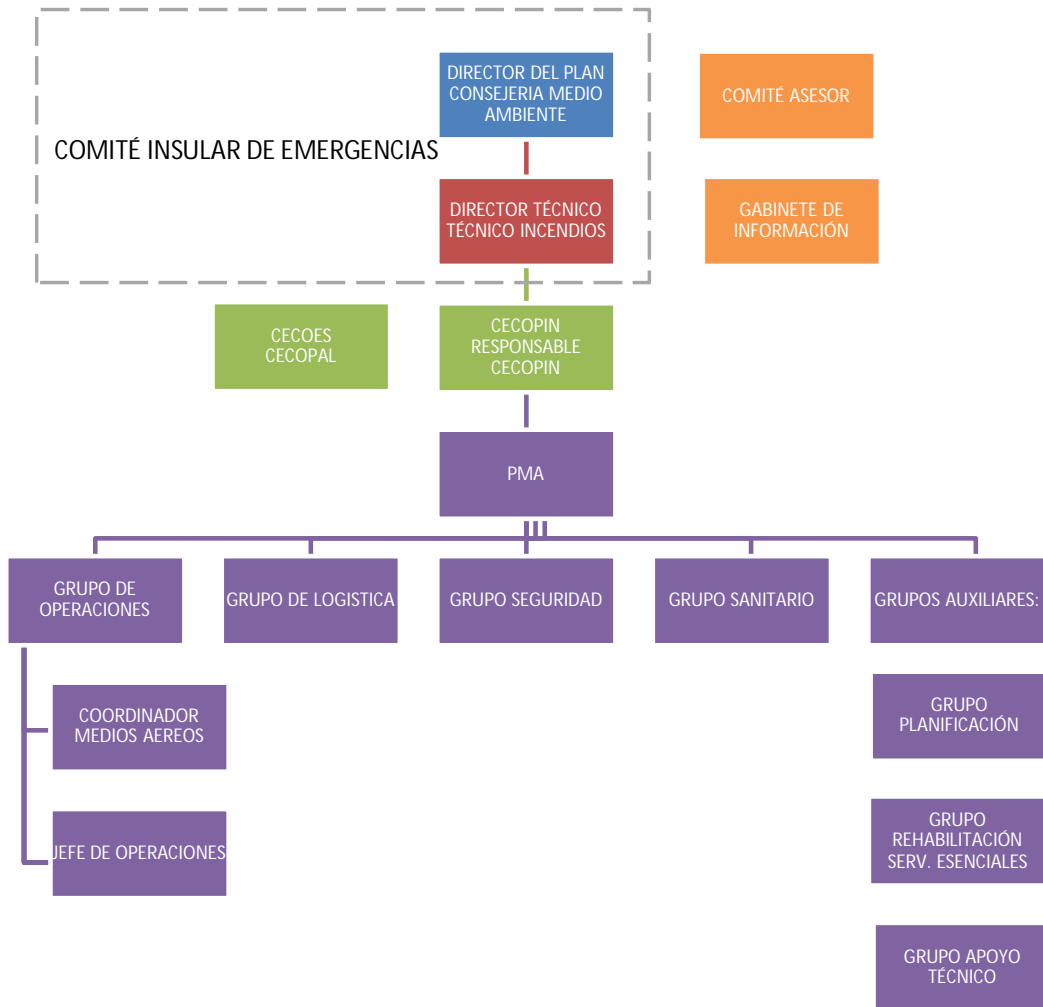 DIRECTOR DEL PLAN
CONSEJERIA MEDIO
AMBIENTE
COMITÉ ASESOR
COMITÉ INSULAR DE EMERGENCIAS
DIRECTOR TÉCNICO
TÉCNICO INCENDIOS
GABINETE DE
INFORMACIÓN
CECOES
CECOPAL
CECOPIN
RESPONSABLE
CECOPIN
PMA
GRUPO DE
OPERACIONES
GRUPO DE LOGISTICA
GRUPO SEGURIDAD
GRUPO SANITARIO
GRUPOS AUXILIARES:
COORDINADOR
MEDIOS AEREOS
GRUPO
PLANIFICACIÓN
JEFE DE OPERACIONES
GRUPO
REHABILITACIÓN
SERV. ESENCIALES
GRUPO APOYO
TÉCNICO